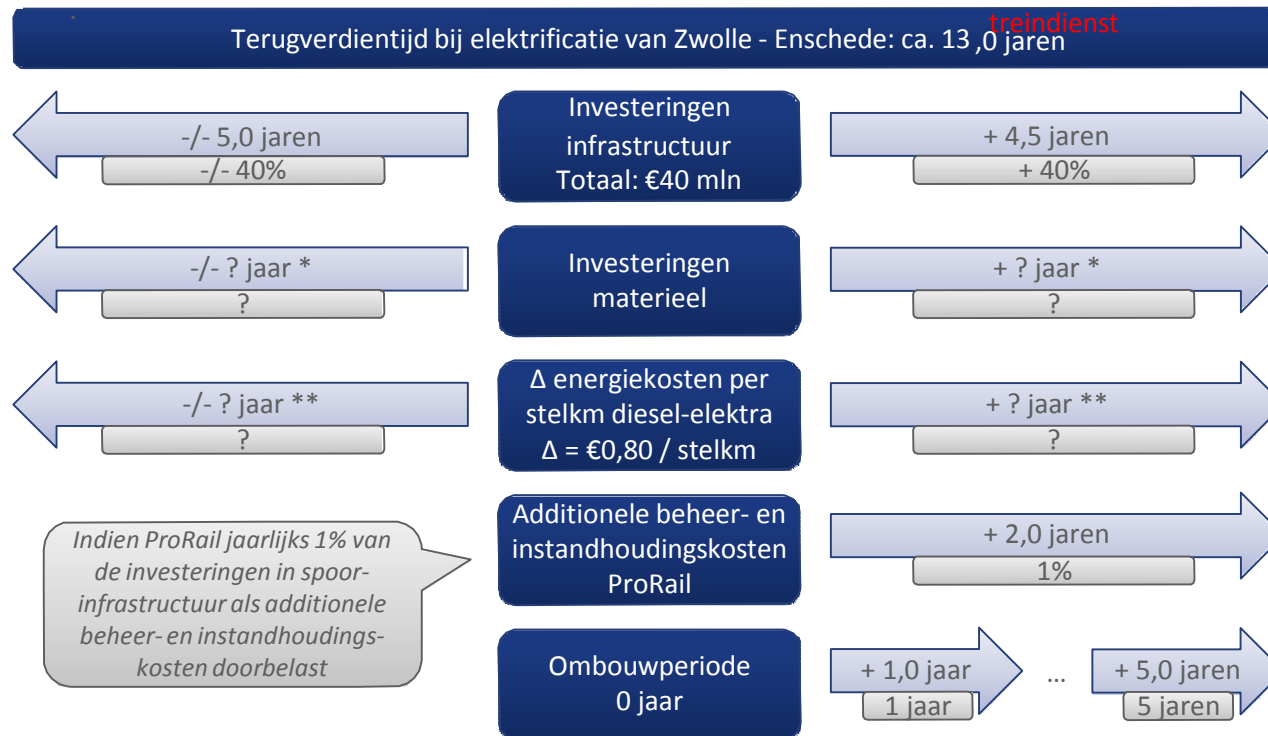 treindienst
Terugverdientijd bij elektrificatie van Zwolle - Enschede: ca. 13 ,0 jaren
-/- 5,0 jaren
-/- 40%
Investeringen
infrastructuur
Totaal: €40 mln
+ 4,5 jaren
+ 40%
-/- ? jaar *
?
Investeringen
materieel
+ ? jaar *
?
-/- ? jaar **
?
Δ energiekosten per
stelkm diesel-elektra
Δ = €0,80 / stelkm
+ ? jaar **
?
Indien ProRail jaarlijks 1% van
de investeringen in spoor-
infrastructuur als additionele
beheer- en instandhoudings-
kosten doorbelast
Additionele beheer- en
instandhoudingskosten
ProRail
+ 2,0 jaren
1%
Ombouwperiode
0 jaar
+ 1,0 jaar
1 jaar
...
+ 5,0 jaren
5 jaren